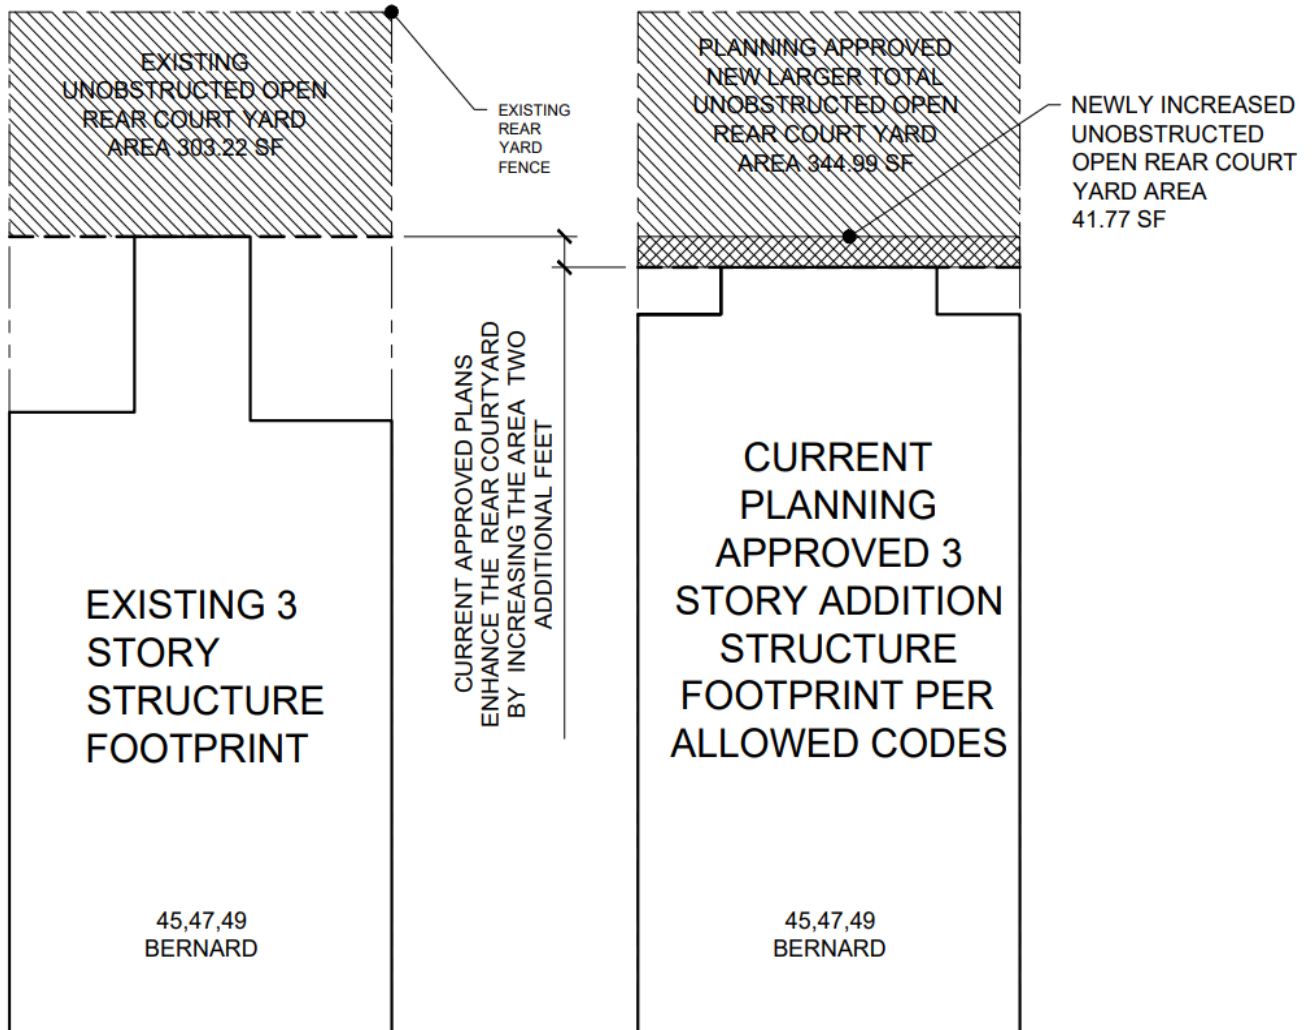 EXISTING
UNOBSTRUCTED OPEN
REAR COURT YARD
AREA 303.22 SF
EXISTING
REAR
YARD
FENCE
PLANNING APPROVED
NEW LARGER TOTAL
UNOBSTRUCTED OPEN
REAR COURT YARD
AREA 344.99 SF
NEWLY INCREASED
UNOBSTRUCTED
OPEN REAR COURT
YARD AREA
41.77 SF
CURRENT APPROVED PLANS
ENHANCE THE REAR COURTYARD
BY INCREASING THE AREA TWO
ADDITIONAL FEET
EXISTING 3
STORY
STRUCTURE
FOOTPRINT
CURRENT
PLANNING
APPROVED 3
STORY ADDITION
STRUCTURE
FOOTPRINT PER
ALLOWED CODES
45,47,49
BERNARD
45,47,49
BERNARD